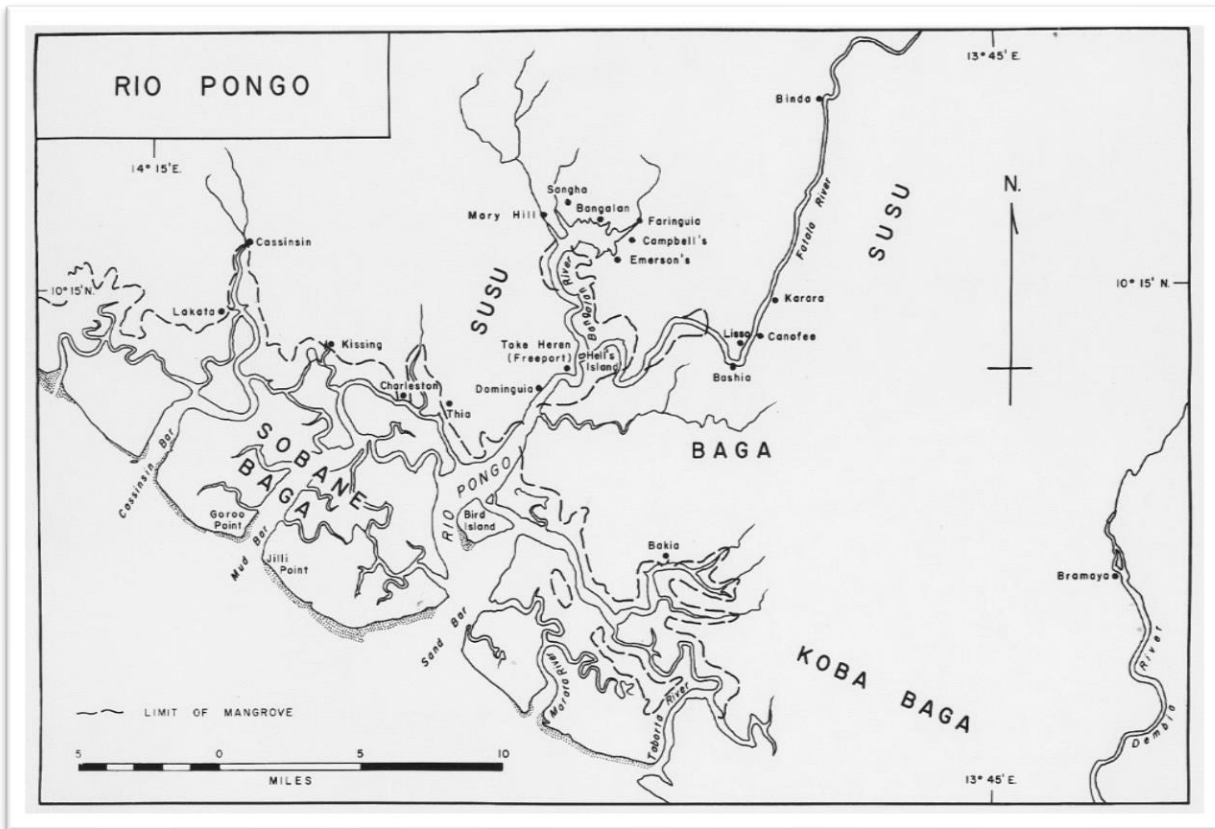 RIO PONGO
13° 45' E.
14° 15' E.
Binda
N.
Sangha
Bangalan
Mary Hill
Faringuia
Campbell's
Emerson's
Cassinsin
SUSU
SUSU
Fatala River
Bangalan River
10° 15' N.
10° 15' N.
Lakata
Karara
Kissing
Take Heren
(Freeport)
Hell's
Island
Lissa
Canofee
Bashia
Dominguia
Charleston
Thia
SOBANE
BAGA
BAGA
Cassinsin Bar
RIO PONGO
Goroo
Point
Bird
Island
Mud Bar
Jilli
Point
Bakia
Bramaya
Sand Bar
Marara River
Taboria River
KOBA BAGA
Dembia River
LIMIT OF MANGROVE
5 0 5 10
MILES
13° 45' E.